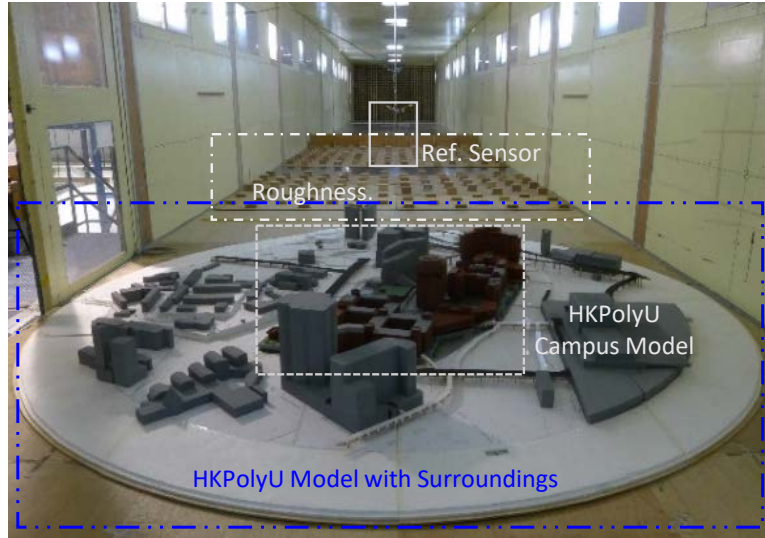 Ref. Sensor
Roughness.
HKPolyU
Campus Model
HKPolyU Model with Surroundings